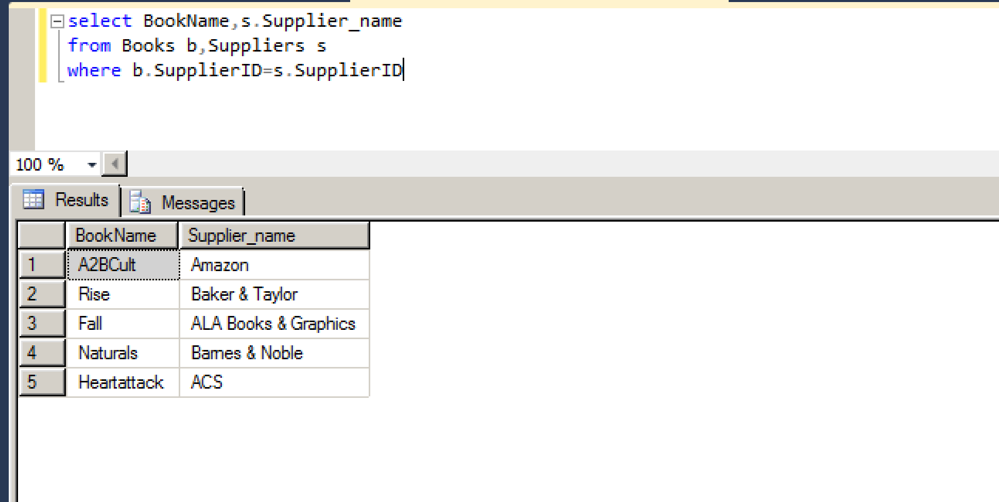 select BookName,s.Supplier_name
from Books b,Suppliers s
where b.SupplierID=s.SupplierID
100 %
Results Messages
BookName Supplier_name
1 A2BCult Amazon
2 Rise Baker & Taylor
3 Fall ALA Books & Graphics
4 Naturals Barnes & Noble
5 Heartattack ACS